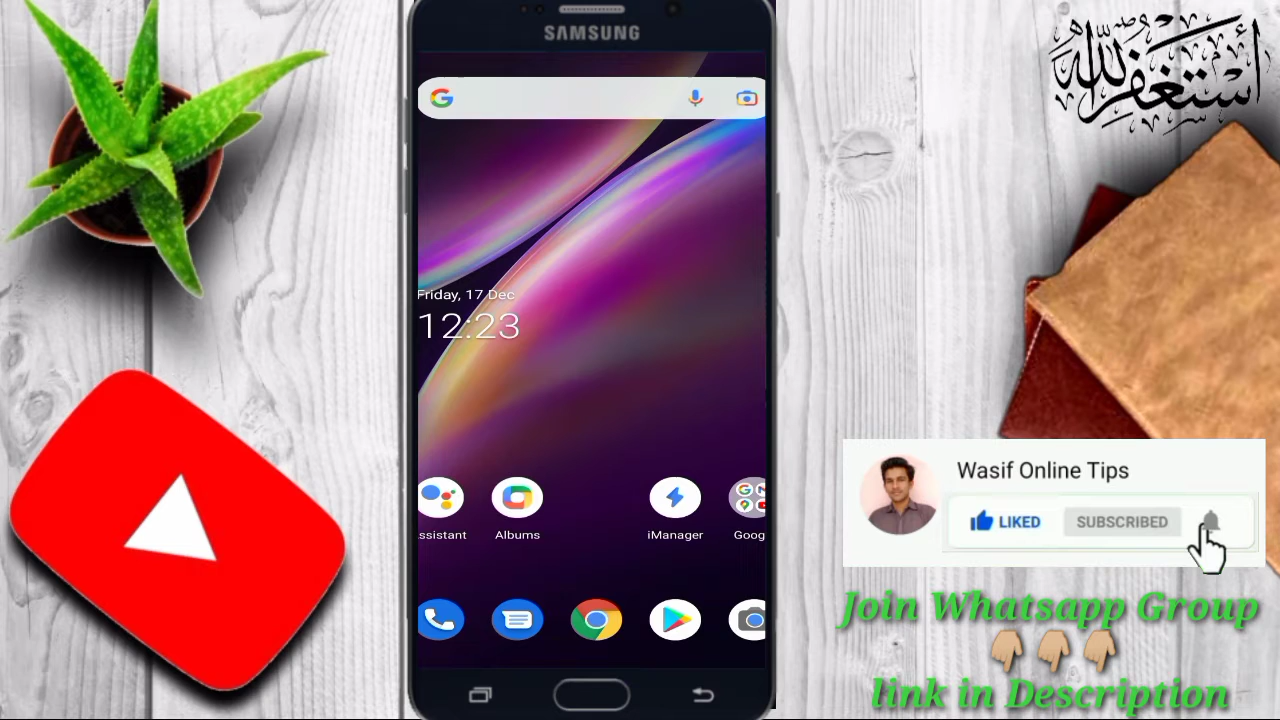 SAMSUNG
أستغفر الله
Friday, 17 Dec
12:23
ssistant
Albums
iManager
Goog
Wasif Online Tips
LIKED
SUBSCRIBED
Join Whatsapp Group
👇🏽👇🏽👇🏽
link in Description